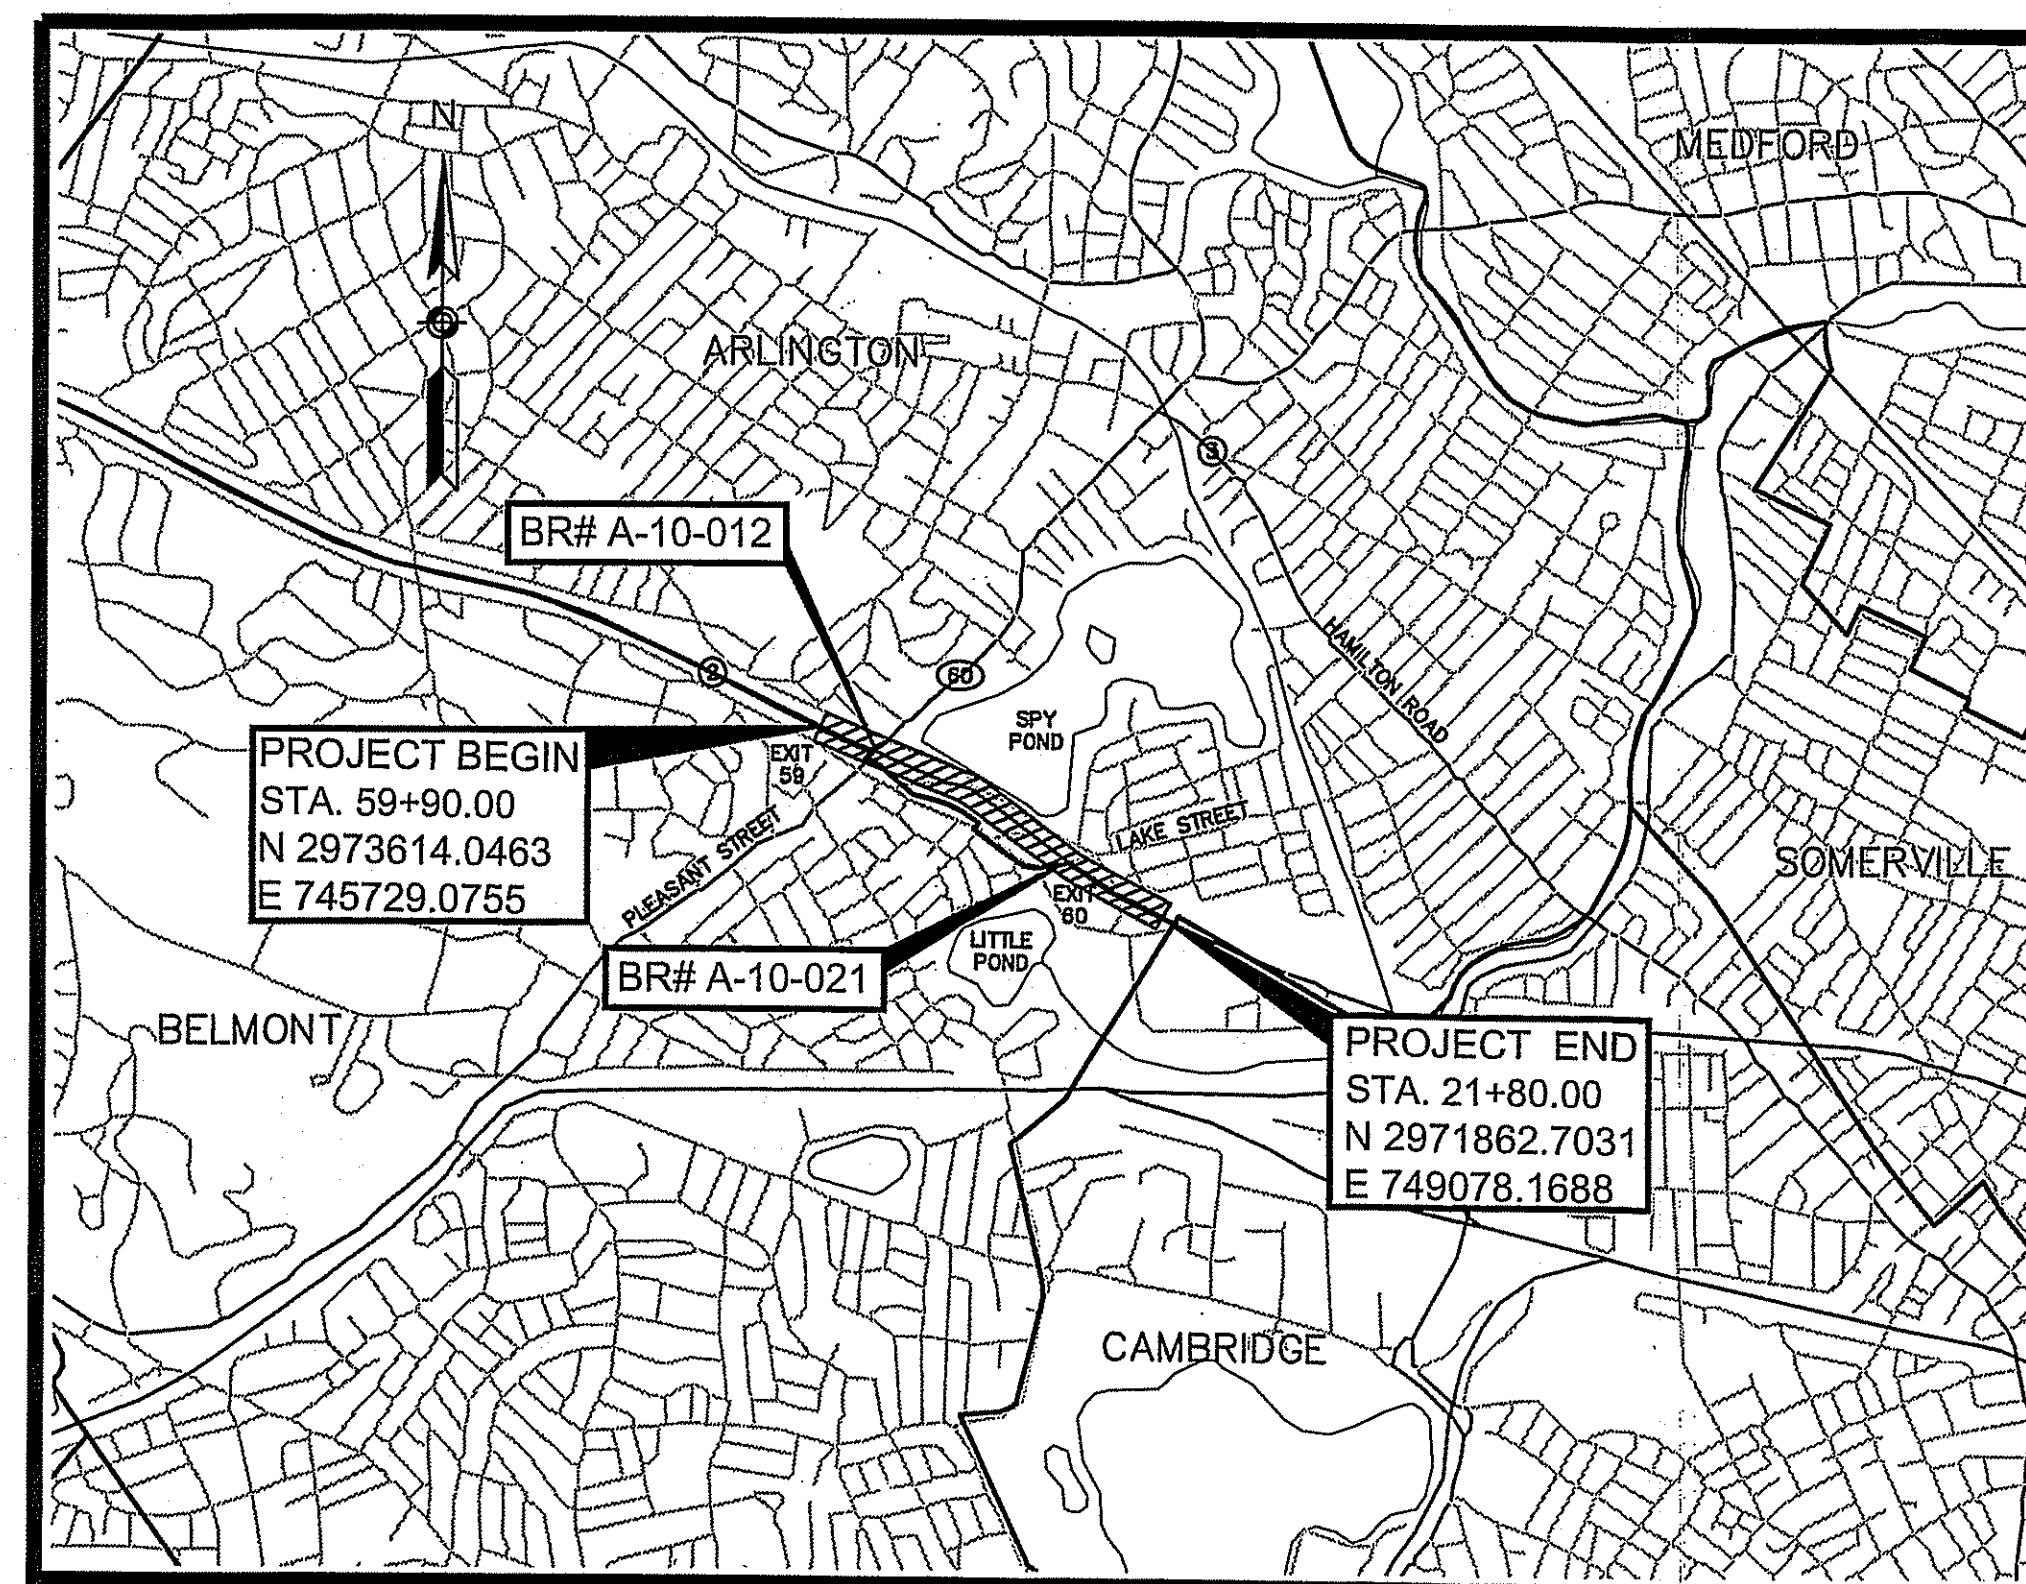 N
MEDFORD
ARLINGTON
3
BR# A-10-012
HAMILTON ROAD
2
60
SPY
POND
PROJECT BEGIN
STA. 59+90.00
N 2973614.0463
E 745729.0755
EXIT
59
LAKE STREET
PLEASANT STREET
SOMERVILLE
EXIT
60
LITTLE
POND
BR# A-10-021
BELMONT
PROJECT END
STA. 21+80.00
N 2971862.7031
E 749078.1688
CAMBRIDGE